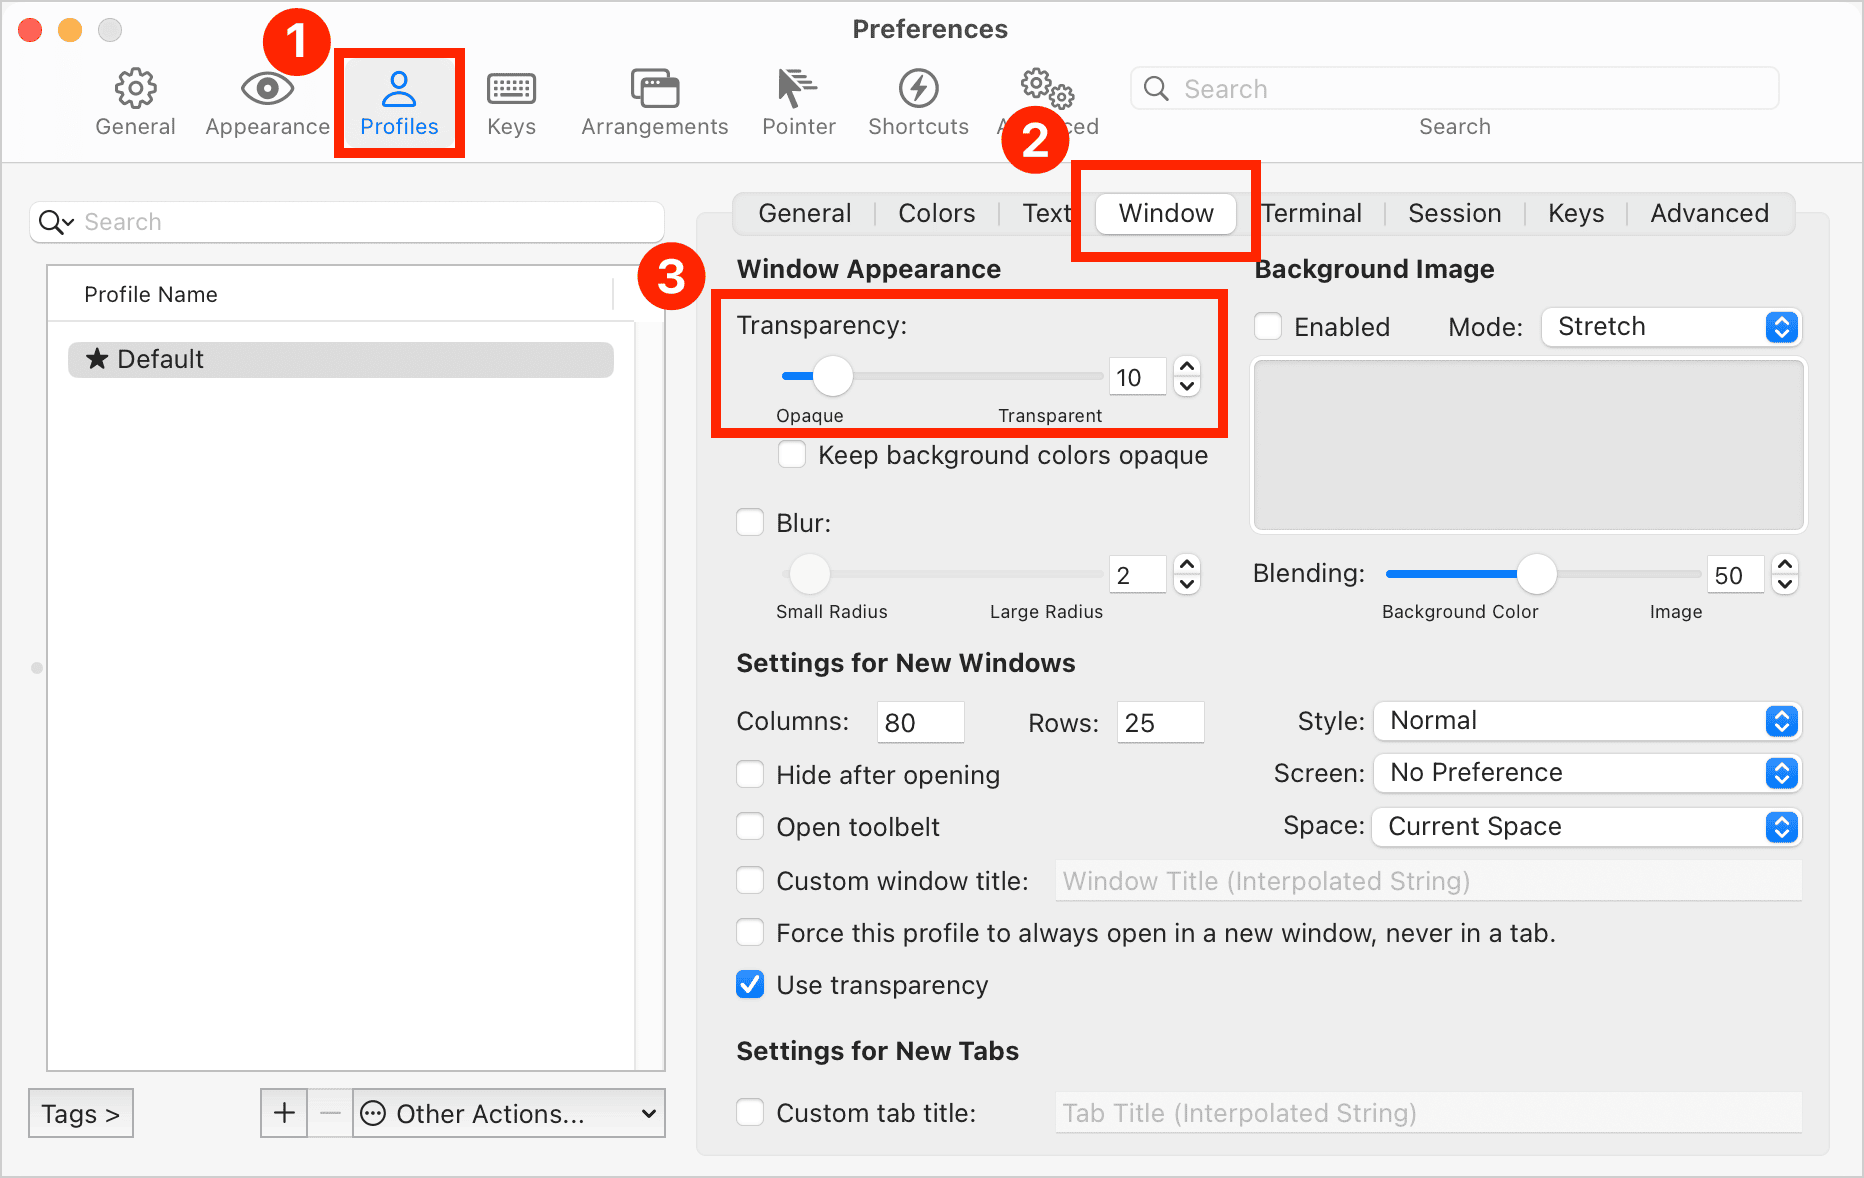 Preferences
1
General
Appearance
Profiles
Keys
Arrangements
Pointer
Shortcuts
Search
Search
2
Search
General
Colors
Text
Window
Terminal
Session
Keys
Advanced
3
Profile Name
★ Default
Window Appearance
Transparency:
10
Opaque
Transparent
Keep background colors opaque
Blur:
2
Small Radius
Large Radius
Background Image
Enabled
Mode:
Stretch
Blending:
50
Background Color
Image
Settings for New Windows
Columns:
80
Rows:
25
Style:
Normal
Hide after opening
Screen:
No Preference
Open toolbelt
Space:
Current Space
Custom window title:
Window Title (Interpolated String)
Force this profile to always open in a new window, never in a tab.
Use transparency
Settings for New Tabs
Custom tab title:
Tab Title (Interpolated String)
Tags >
+
−
Other Actions...